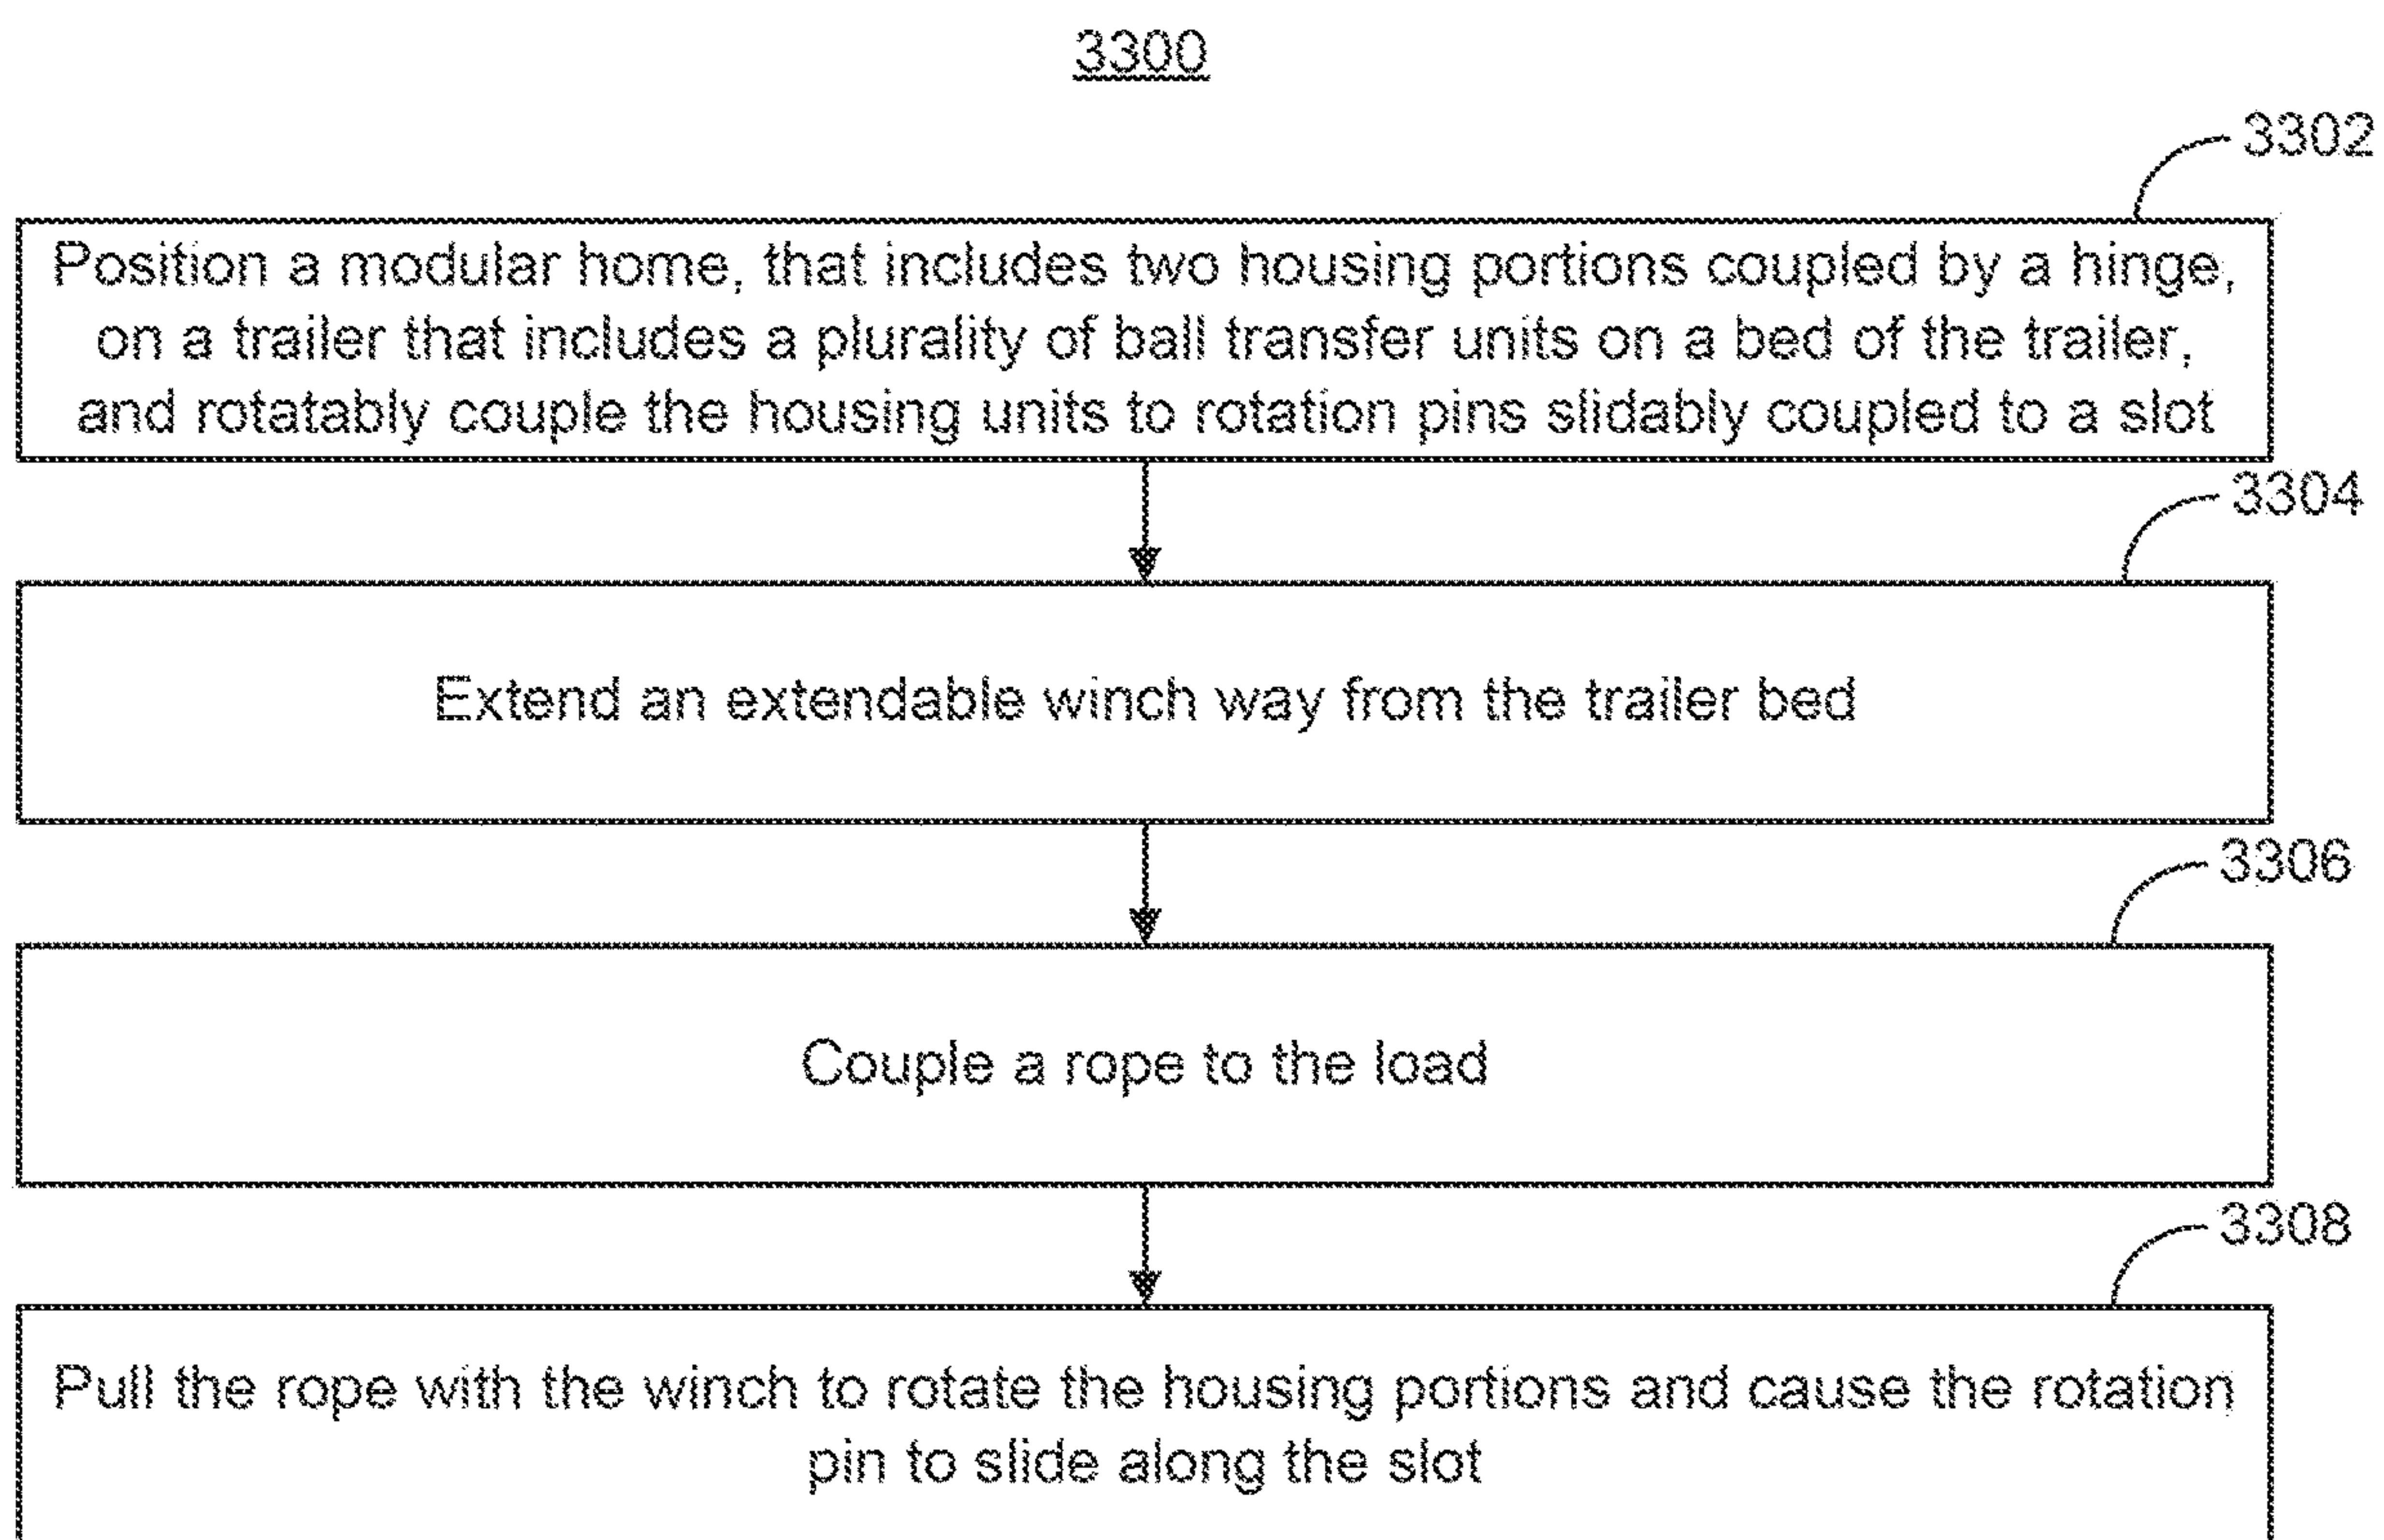 3300
3302
Position a modular home, that includes two housing portions coupled by a hinge,
on a trailer that includes a plurality of ball transfer units on a bed of the trailer,
and rotatably couple the housing units to rotation pins slidably coupled to a slot
3304
Extend an extendable winch way from the trailer bed
3306
Couple a rope to the load
3308
Pull the rope with the winch to rotate the housing portions and cause the rotation
pin to slide along the slot